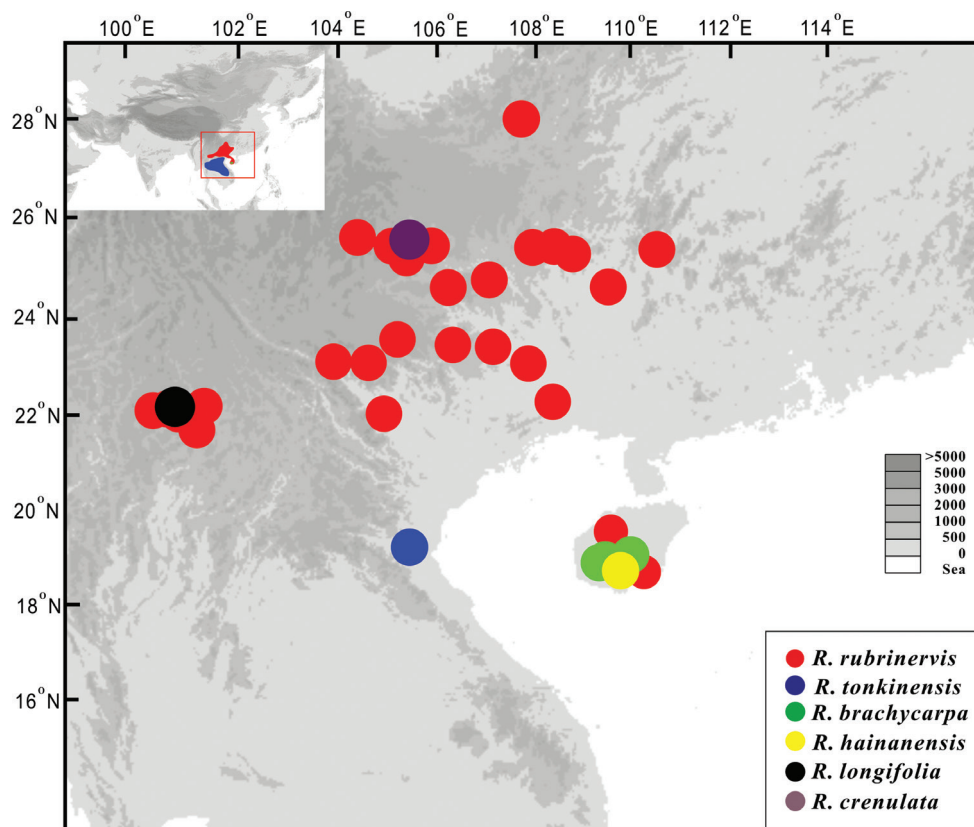 100°E 102°E 104°E 106°E 108°E 110°E 112°E 114°E
28°N
26°N
24°N
22°N
20°N
18°N
16°N
>5000
5000
3000
2000
1000
500
0
Sea
R. rubrinervis
R. tonkinensis
R. brachycarpa
R. hainanensis
R. longifolia
R. crenulata